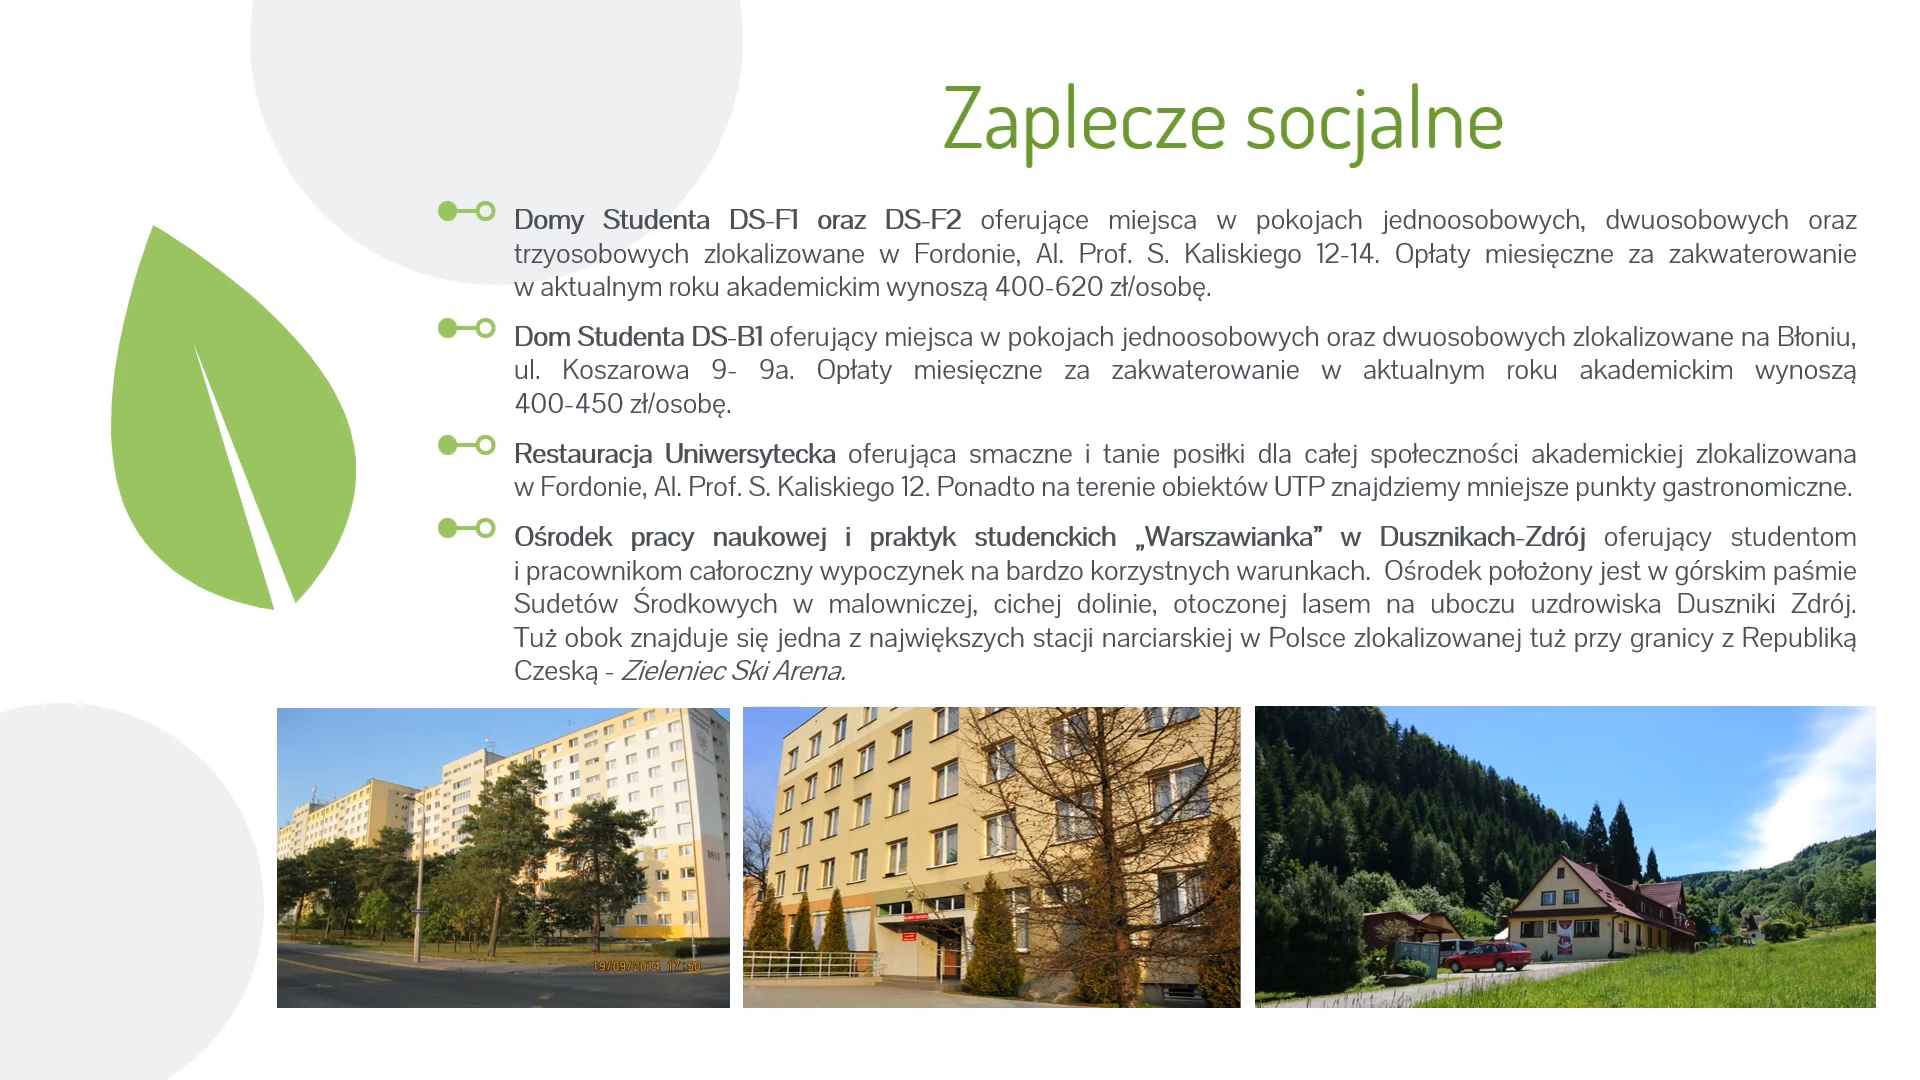 Zaplecze socjalne
Domy Studenta DS-F1 oraz DS-F2 oferujące miejsca w pokojach jednoosobowych, dwuosobowych oraz
trzyosobowych zlokalizowane w Fordonie, Al. Prof. S. Kaliskiego 12-14. Opłaty miesięczne za zakwaterowanie
w aktualnym roku akademickim wynoszą 400-620 zł/osobę.
Dom Studenta DS-B1 oferujący miejsca w pokojach jednoosobowych oraz dwuosobowych zlokalizowane na Błoniu,
ul. Koszarowa 9- 9a. Opłaty miesięczne za zakwaterowanie w aktualnym roku akademickim wynoszą
400-450 zł/osobę.
Restauracja Uniwersytecka oferująca smaczne i tanie posiłki dla całej społeczności akademickiej zlokalizowana
w Fordonie, Al. Prof. S. Kaliskiego 12. Ponadto na terenie obiektów UTP znajdziemy mniejsze punkty gastronomiczne.
Ośrodek pracy naukowej i praktyk studenckich „Warszawianka” w Dusznikach-Zdrój oferujący studentom
i pracownikom całoroczny wypoczynek na bardzo korzystnych warunkach. Ośrodek położony jest w górskim paśmie
Sudetów Środkowych w malowniczej, cichej dolinie, otoczonej lasem na uboczu uzdrowiska Duszniki Zdrój.
Tuż obok znajduje się jedna z największych stacji narciarskiej w Polsce zlokalizowanej tuż przy granicy z Republiką
Czeską - Zieleniec Ski Arena.
19/09/2014 17:50